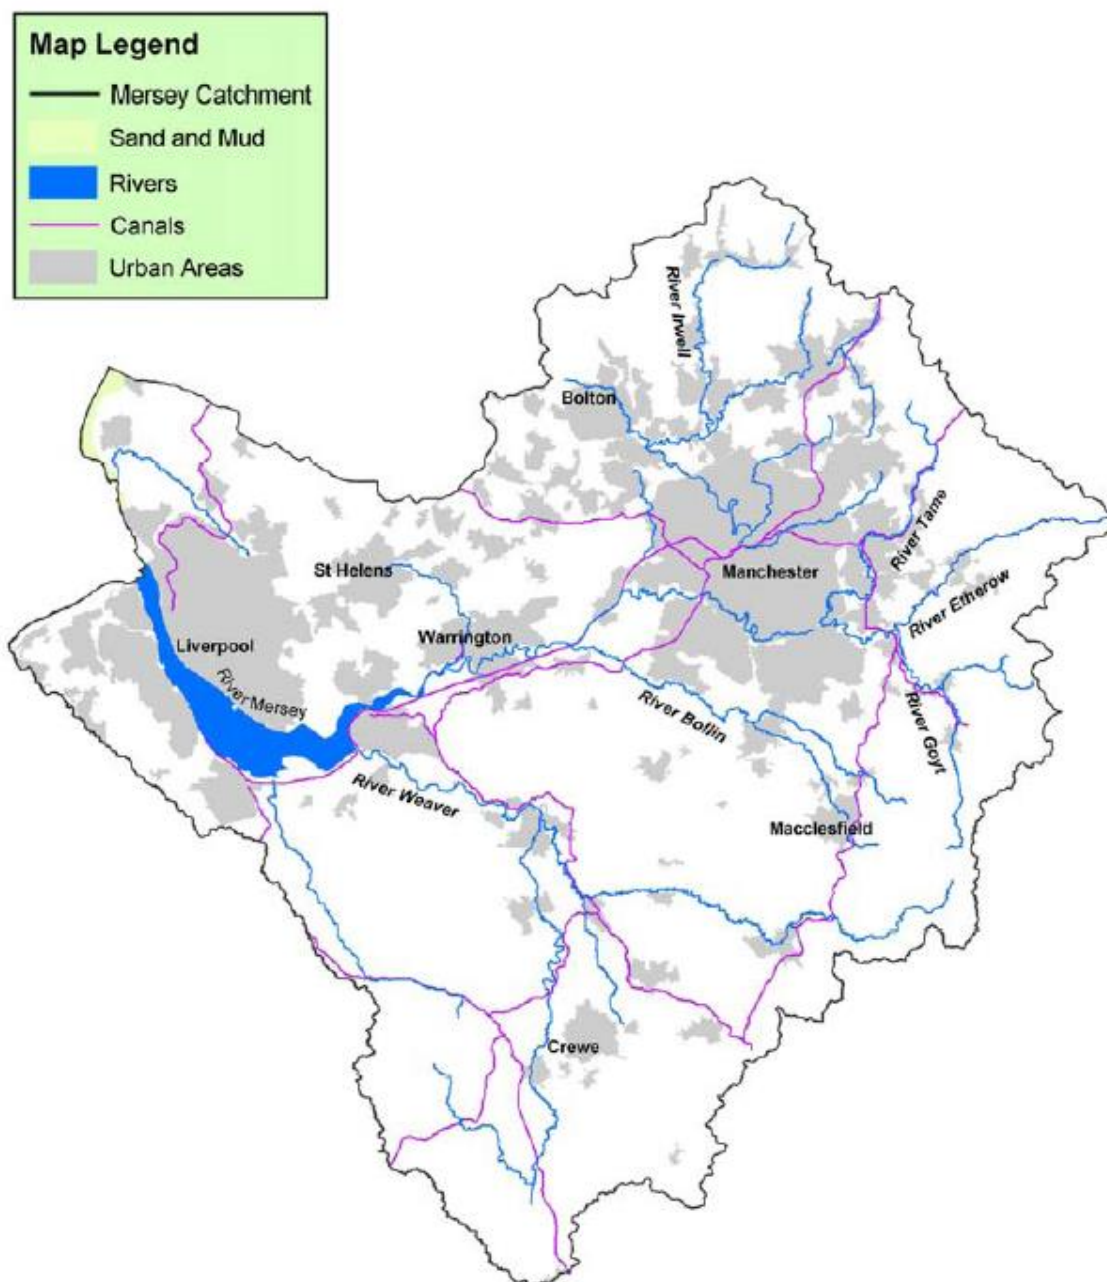 Map Legend
Mersey Catchment
Sand and Mud
Rivers
Canals
Urban Areas
River Irwell
Bolton
River Tame
St Helens
Manchester
River Etherow
Warrington
Liverpool
River Mersey
River Bollin
River Goyt
River Weaver
Macclesfield
Crewe